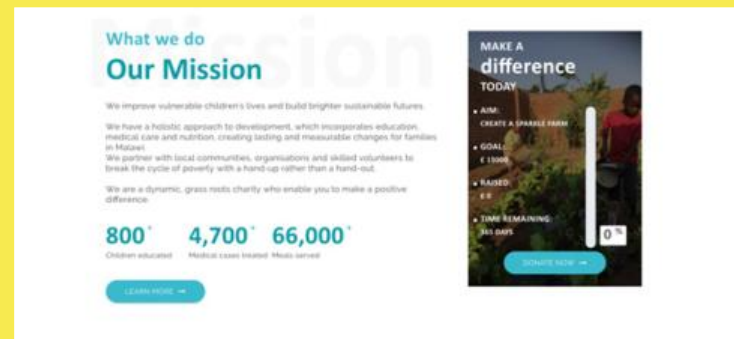 Mission
What we do
Our Mission
We improve vulnerable children's lives and build brighter sustainable futures.
We have a holistic approach to development, which incorporates education,
medical care and nutrition, creating lasting and measurable changes for families
in Malawi.
We partner with local communities, organisations and skilled volunteers to
break the cycle of poverty with a hand-up rather than a hand-out.
We are a dynamic, grass roots charity who enable you to make a positive
difference.
800+ 4,700+ 66,000+
Children educated Medical cases treated Meals served
LEARN MORE →
MAKE A
difference
TODAY
• AIM:
CREATE A SPARKLE FARM
• GOAL:
£ 15000
• RAISED:
£ 0
• TIME REMAINING:
365 DAYS
0 %
DONATE NOW →